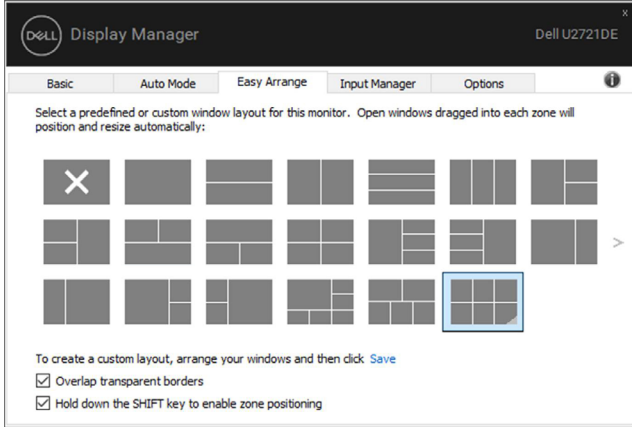 x
DELL Display Manager Dell U2721DE
Basic Auto Mode Easy Arrange Input Manager Options
Select a predefined or custom window layout for this monitor. Open windows dragged into each zone will
position and resize automatically:
To create a custom layout, arrange your windows and then click Save
Overlap transparent borders
Hold down the SHIFT key to enable zone positioning